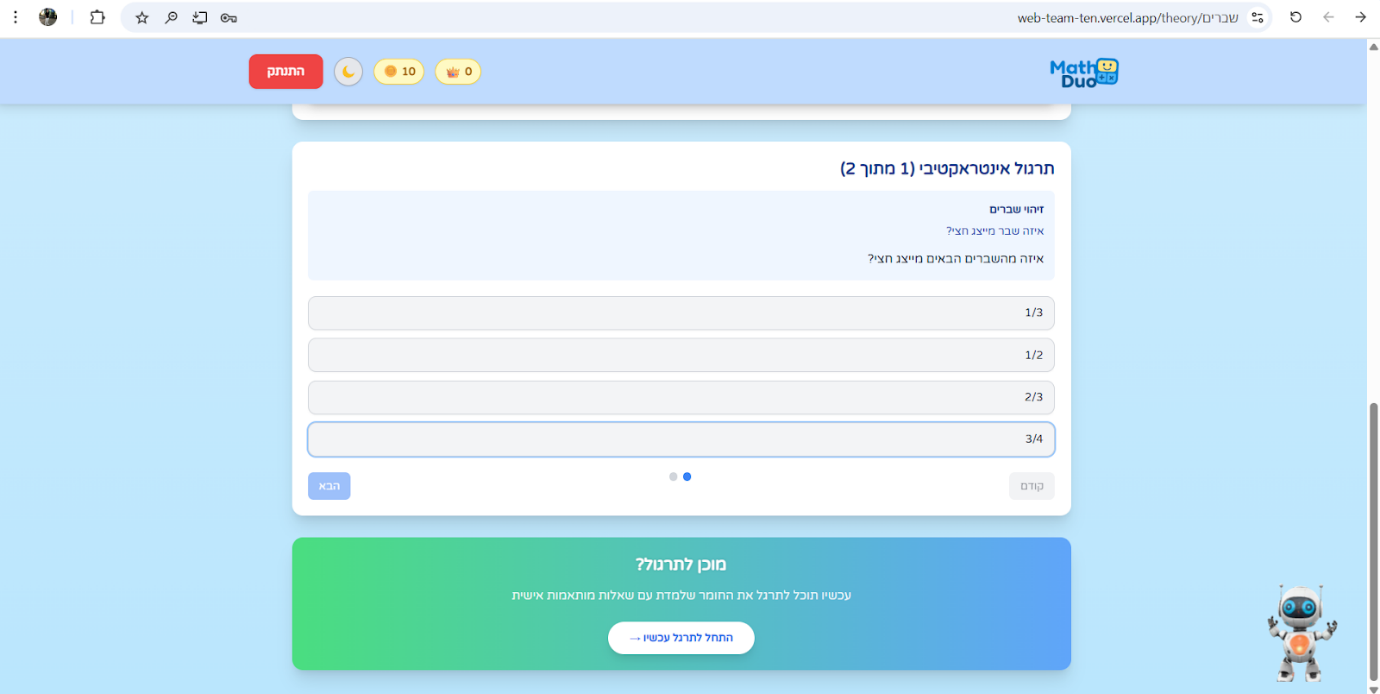 web-team-ten.vercel.app/theory/שברים
Math Duo
0
10
התנתק
תרגול אינטראקטיבי (1 מתוך 2)
זיהוי שברים
איזה שבר מייצג חצי?
איזה מהשברים הבאים מייצג חצי?
1/3
1/2
2/3
3/4
קודם
הבא
מוכן לתרגול?
עכשיו תוכל לתרגל את החומר שלמדת עם שאלות מותאמות אישית
התחל לתרגל עכשיו →